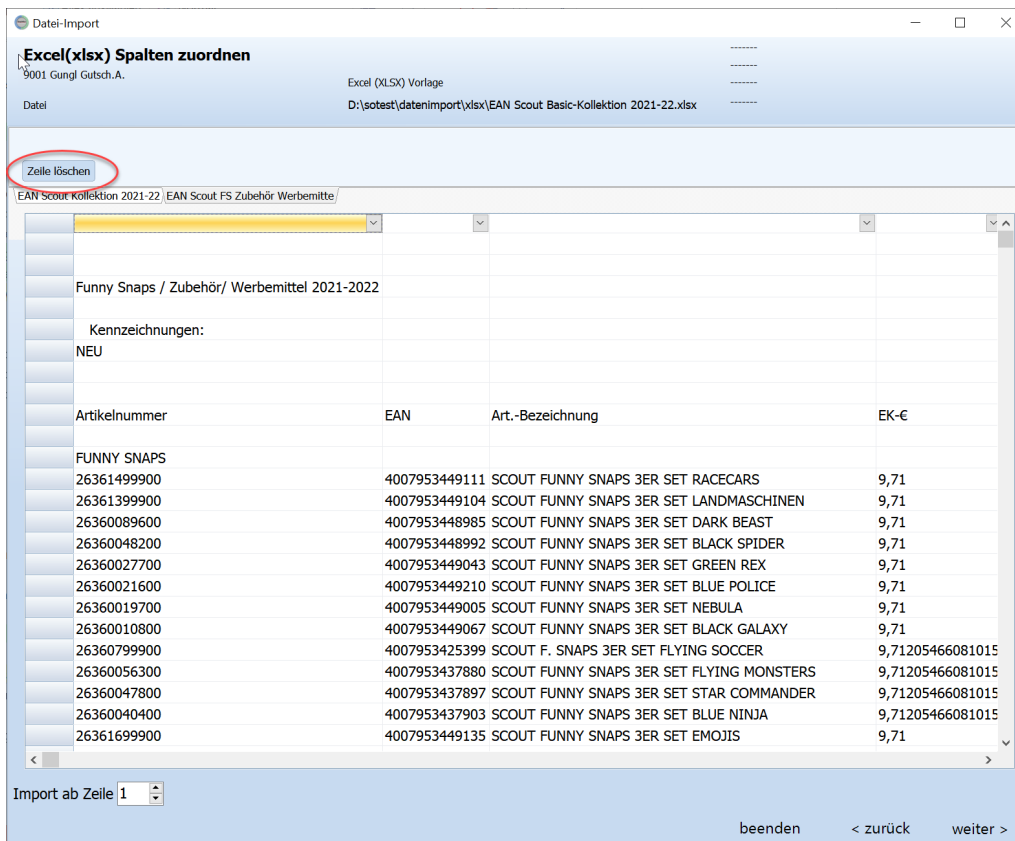 Datei-Import
Excel(xlsx) Spalten zuordnen
-------
-------
9001 Gungl Gutsch.A.
Excel (XLSX) Vorlage
-------
Datei
D:\sotest\datenimport\xlsx\EAN Scout Basic-Kollektion 2021-22.xlsx
-------
Zeile löschen
EAN Scout Kollektion 2021-22 EAN Scout FS Zubehör Werbemitte
Funny Snaps / Zubehör/ Werbemittel 2021-2022
Kennzeichnungen:
NEU
Artikelnummer EAN Art.-Bezeichnung EK-€
FUNNY SNAPS
26361499900 4007953449111 SCOUT FUNNY SNAPS 3ER SET RACECARS 9,71
26361399900 4007953449104 SCOUT FUNNY SNAPS 3ER SET LANDMASCHINEN 9,71
26360089600 4007953448985 SCOUT FUNNY SNAPS 3ER SET DARK BEAST 9,71
26360048200 4007953448992 SCOUT FUNNY SNAPS 3ER SET BLACK SPIDER 9,71
26360027700 4007953449043 SCOUT FUNNY SNAPS 3ER SET GREEN REX 9,71
26360021600 4007953449210 SCOUT FUNNY SNAPS 3ER SET BLUE POLICE 9,71
26360019700 4007953449005 SCOUT FUNNY SNAPS 3ER SET NEBULA 9,71
26360010800 4007953449067 SCOUT FUNNY SNAPS 3ER SET BLACK GALAXY 9,71
26360799900 4007953425399 SCOUT F. SNAPS 3ER SET FLYING SOCCER 9,71205466081015
26360056300 4007953437880 SCOUT FUNNY SNAPS 3ER SET FLYING MONSTERS 9,71205466081015
26360047800 4007953437897 SCOUT FUNNY SNAPS 3ER SET STAR COMMANDER 9,71205466081015
26360040400 4007953437903 SCOUT FUNNY SNAPS 3ER SET BLUE NINJA 9,71205466081015
26361699900 4007953449135 SCOUT FUNNY SNAPS 3ER SET EMOJIS 9,71
Import ab Zeile 1
beenden < zurück weiter >